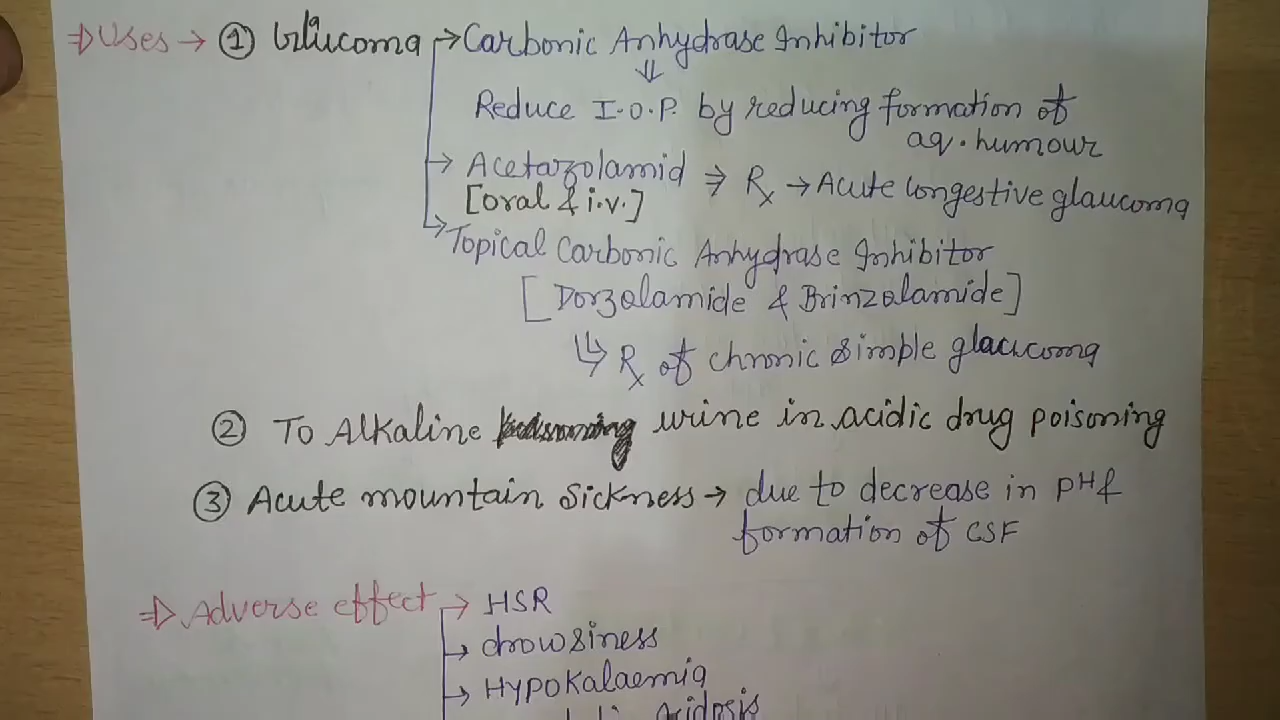 ⇒ Uses → ① Glaucoma → Carbonic Anhydrase Inhibitor
⇓
Reduce I.O.P. by reducing formation of
aq. humour
→ Acetazolamid ⇒ Rx → Acute congestive glaucoma
[oral & i.v.]
→ Topical Carbonic Anhydrase Inhibitor
[Dorzolamide & Brinzolamide]
↳ Rx of chronic simple glaucoma
② To Alkaline urine in acidic drug poisoning
③ Acute mountain sickness → due to decrease in PH &
formation of CSF
⇒ Adverse effect → HSR
→ drowsiness
→ Hypokalaemia
acidosis